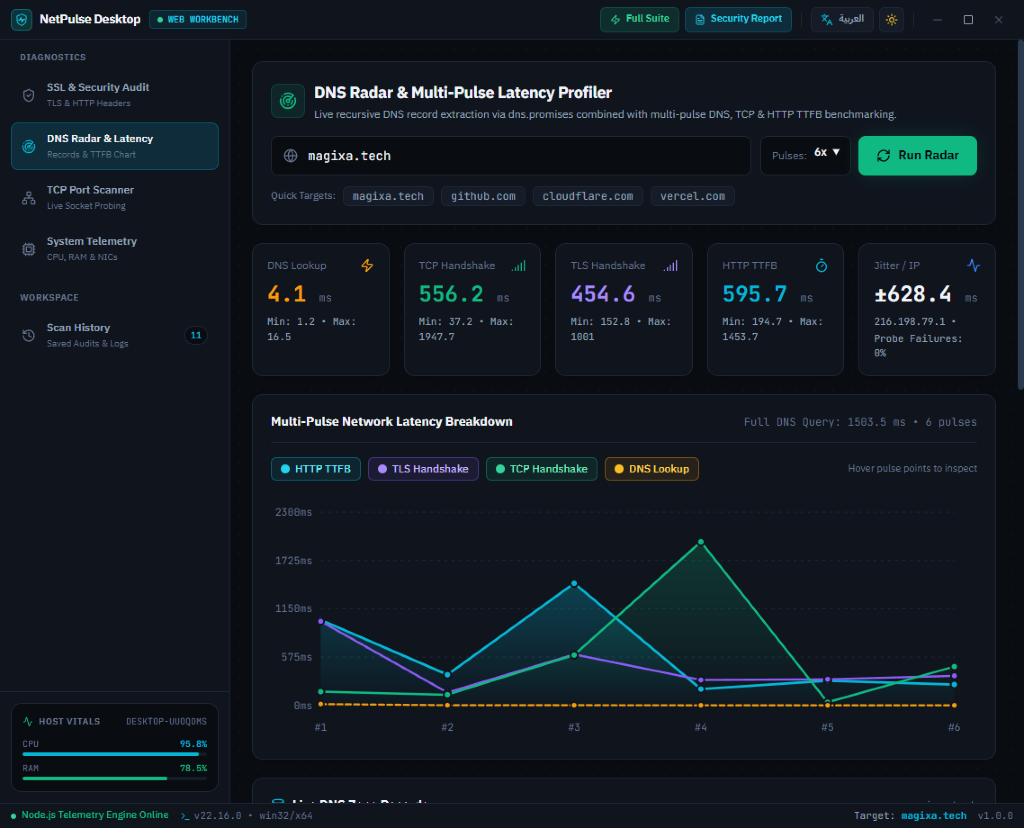 NetPulse Desktop
WEB WORKBENCH
Full Suite
Security Report
العربية
DIAGNOSTICS
SSL & Security Audit
TLS & HTTP Headers
DNS Radar & Latency
Records & TTFB Chart
TCP Port Scanner
Live Socket Probing
System Telemetry
CPU, RAM & NICs
WORKSPACE
Scan History
Saved Audits & Logs
11
HOST VITALS DESKTOP-UUOQDMS
CPU 95.8%
RAM 78.5%
DNS Radar & Multi-Pulse Latency Profiler
Live recursive DNS record extraction via dns.promises combined with multi-pulse DNS, TCP & HTTP TTFB benchmarking.
magixa.tech
Pulses: 6x ▼
Run Radar
Quick Targets: magixa.tech github.com cloudflare.com vercel.com
DNS Lookup
4.1 ms
Min: 1.2 • Max:
16.5
TCP Handshake
556.2 ms
Min: 37.2 • Max:
1947.7
TLS Handshake
454.6 ms
Min: 152.8 • Max:
1001
HTTP TTFB
595.7 ms
Min: 194.7 • Max:
1453.7
Jitter / IP
±628.4 ms
216.198.79.1 •
Probe Failures:
0%
Multi-Pulse Network Latency Breakdown
Full DNS Query: 1503.5 ms • 6 pulses
HTTP TTFB TLS Handshake TCP Handshake DNS Lookup
Hover pulse points to inspect
2300ms
1725ms
1150ms
575ms
0ms
#1 #2 #3 #4 #5 #6
Node.js Telemetry Engine Online
>_ v22.16.0 • win32/x64
Target: magixa.tech v1.0.0